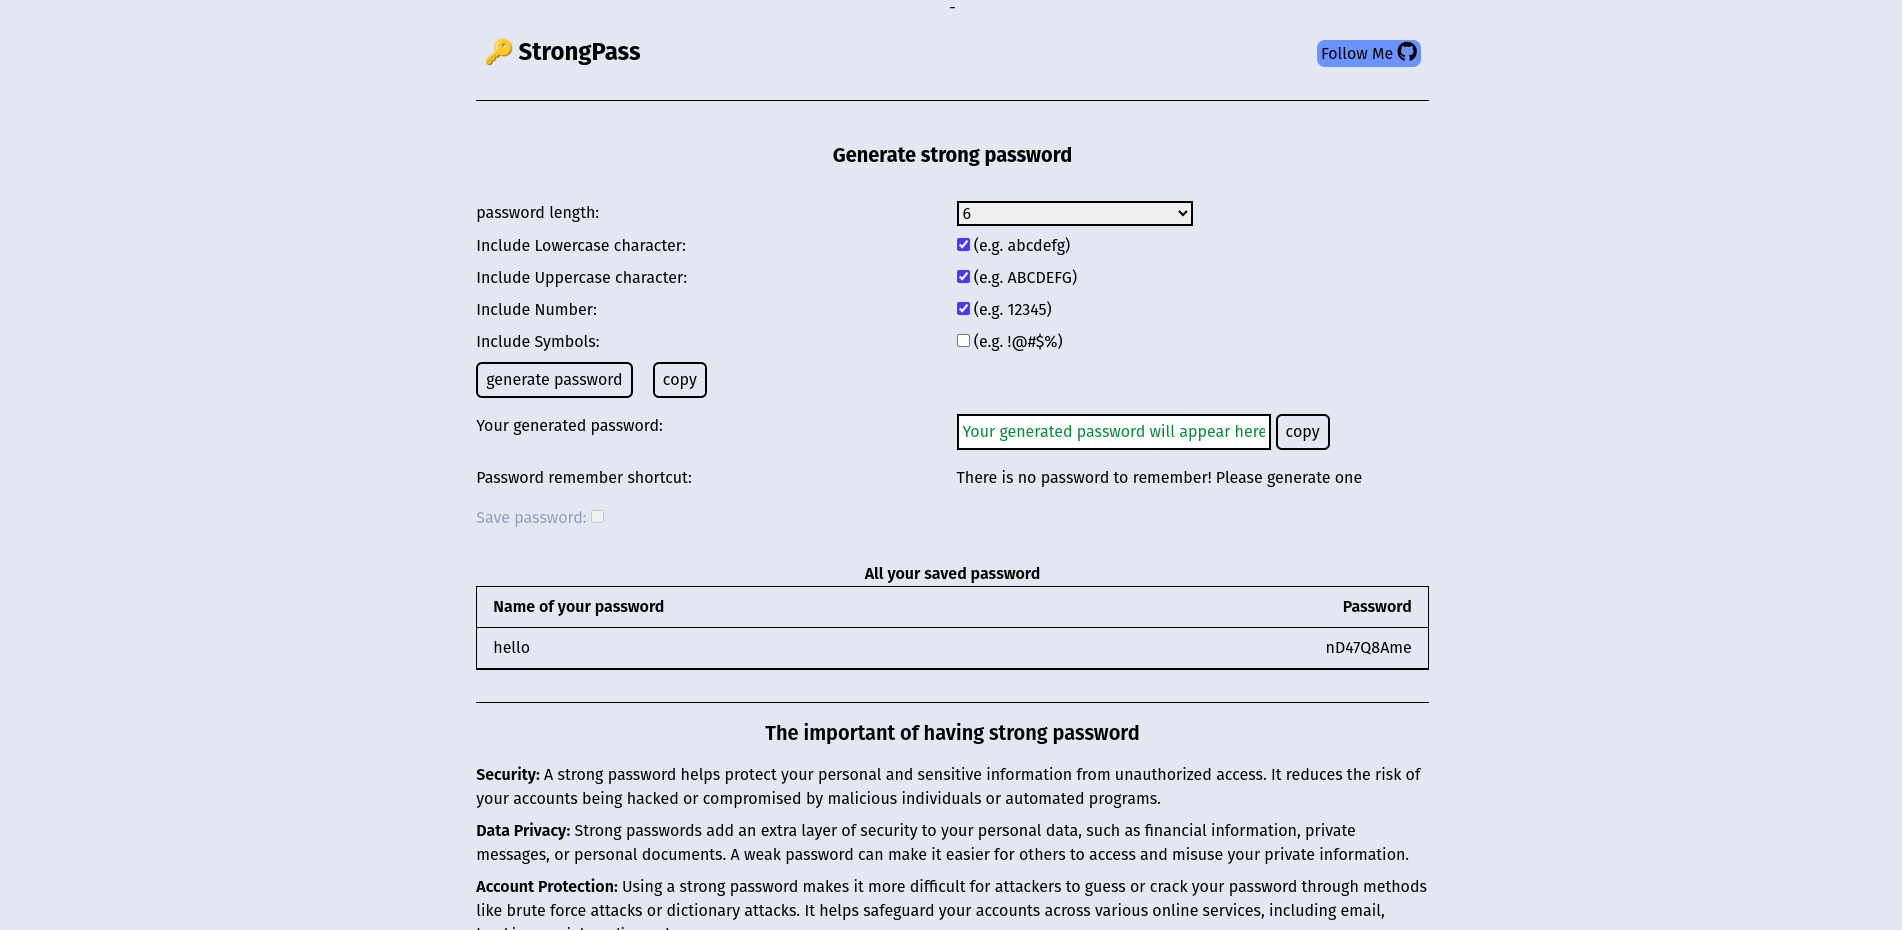 -
🔑 StrongPass
Follow Me
Generate strong password
password length:
6
Include Lowercase character:
(e.g. abcdefg)
Include Uppercase character:
(e.g. ABCDEFG)
Include Number:
(e.g. 12345)
Include Symbols:
(e.g. !@#$%)
generate password
copy
Your generated password:
Your generated password will appear here
copy
Password remember shortcut:
There is no password to remember! Please generate one
Save password:
All your saved password
Name of your password
Password
hello
nD47Q8Ame
The important of having strong password
Security: A strong password helps protect your personal and sensitive information from unauthorized access. It reduces the risk of
your accounts being hacked or compromised by malicious individuals or automated programs.
Data Privacy: Strong passwords add an extra layer of security to your personal data, such as financial information, private
messages, or personal documents. A weak password can make it easier for others to access and misuse your private information.
Account Protection: Using a strong password makes it more difficult for attackers to guess or crack your password through methods
like brute force attacks or dictionary attacks. It helps safeguard your accounts across various online services, including email,